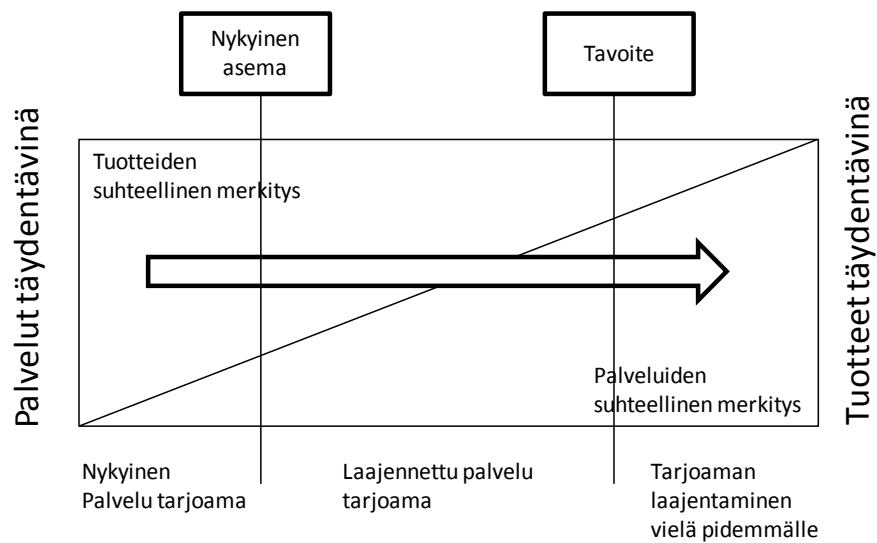 Nykyinen
asema
Tavoite
Palvelut täydentävinä
Tuotteiden
suhteellinen merkitys
Palveluiden
suhteellinen merkitys
Tuotteet täydentävinä
Nykyinen
Palvelu tarjoama
Laajennettu palvelu
tarjoama
Tarjoaman
laajentaminen
vielä pidemmälle